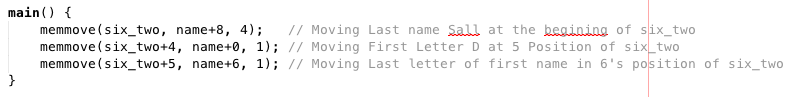 main() {
    memmove(six_two, name+8, 4);   // Moving Last name Sall at the begining of six_two
    memmove(six_two+4, name+0, 1); // Moving First Letter D at 5 Position of six_two
    memmove(six_two+5, name+6, 1); // Moving Last letter of first name in 6's position of six_two
}